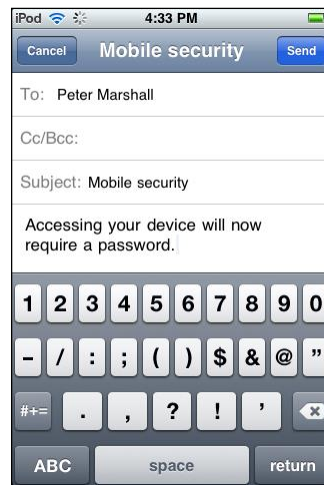 iPod 4:33 PM
Cancel Mobile security Send
To: Peter Marshall
Cc/Bcc:
Subject: Mobile security
Accessing your device will now
require a password.
1 2 3 4 5 6 7 8 9 0
- / : ; ( ) $ & @ "
#+= . , ? ! '
ABC space return